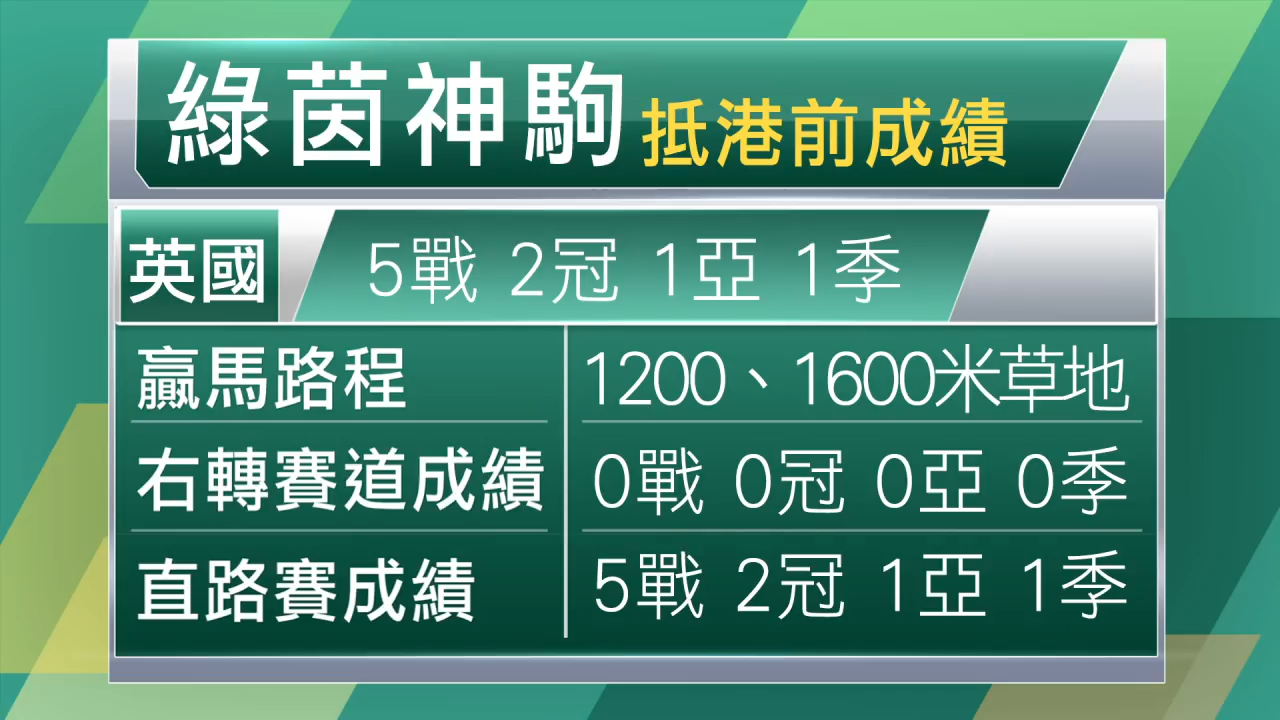 綠茵神駒 抵港前成績
英國 5戰 2冠 1亞 1季
贏馬路程 1200、1600米草地
右轉賽道成績 0戰 0冠 0亞 0季
直路賽成績 5戰 2冠 1亞 1季